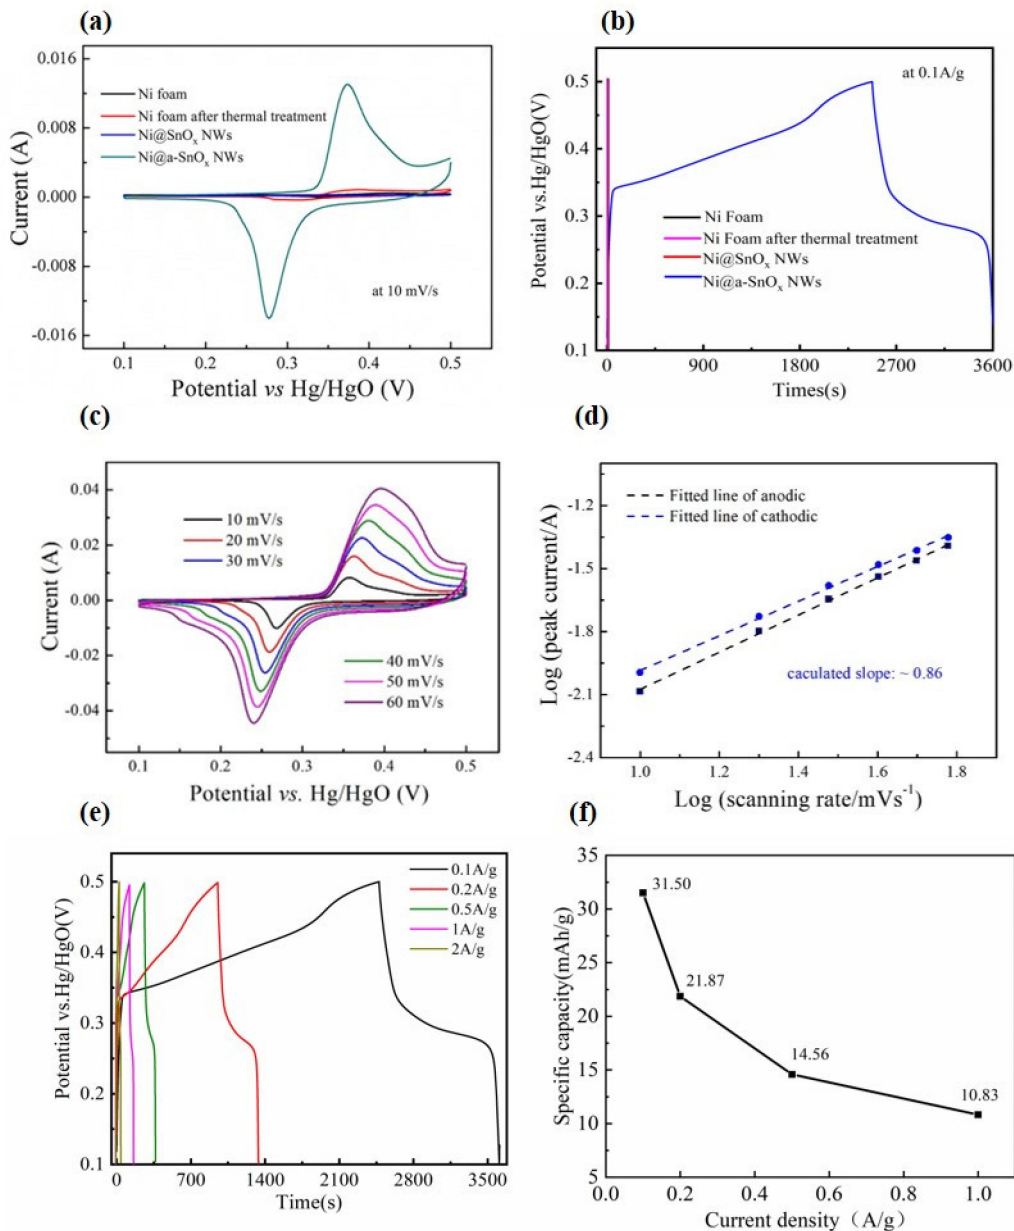 (a)
0.016
0.008
0.000
-0.008
-0.016
Current (A)
Ni foam
Ni foam after thermal treatment
Ni@SnOx NWs
Ni@a-SnOx NWs
at 10 mV/s
0.1 0.2 0.3 0.4 0.5
Potential vs Hg/HgO (V)
(b)
0.5
0.4
0.3
0.2
0.1
Potential vs.Hg/HgO(V)
at 0.1A/g
Ni Foam
Ni Foam after thermal treatment
Ni@SnOx NWs
Ni@a-SnOx NWs
0 900 1800 2700 3600
Times(s)
(c)
0.04
0.02
0.00
-0.02
-0.04
Current (A)
10 mV/s
20 mV/s
30 mV/s
40 mV/s
50 mV/s
60 mV/s
0.1 0.2 0.3 0.4 0.5
Potential vs. Hg/HgO (V)
(d)
-1.2
-1.5
-1.8
-2.1
-2.4
Log (peak current/A)
Fitted line of anodic
Fitted line of cathodic
caculated slope: ~ 0.86
1.0 1.2 1.4 1.6 1.8
Log (scanning rate/mVs-1)
(e)
0.5
0.4
0.3
0.2
0.1
Potential vs.Hg/HgO(V)
0.1A/g
0.2A/g
0.5A/g
1A/g
2A/g
0 700 1400 2100 2800 3500
Time(s)
(f)
35
30
25
20
15
10
5
Specific capacity(mAh/g)
31.50
21.87
14.56
10.83
0.0 0.2 0.4 0.6 0.8 1.0
Current density（A/g）